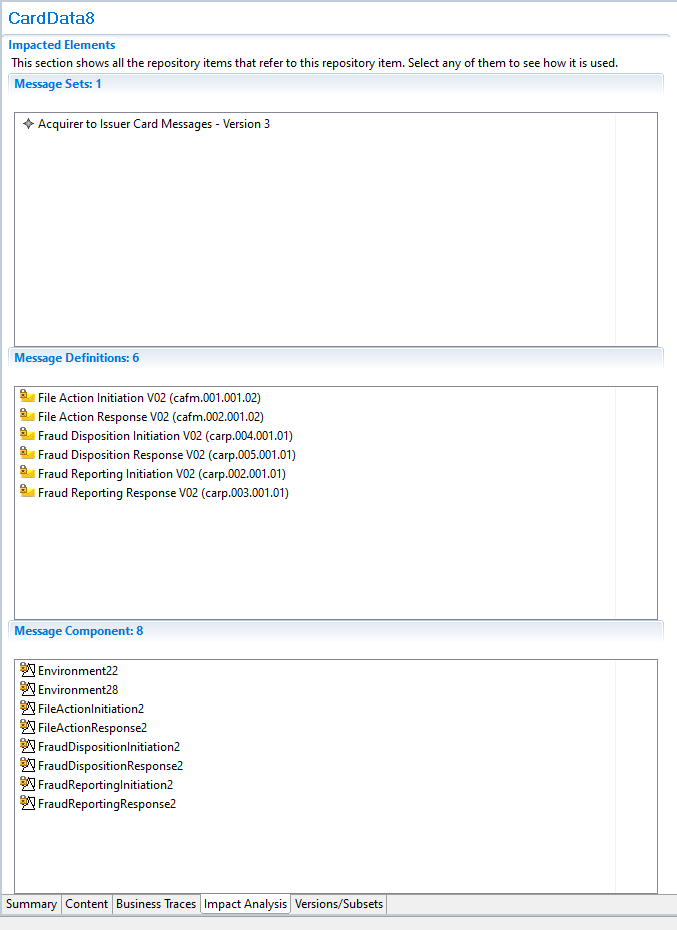 CardData8
Impacted Elements
This section shows all the repository items that refer to this repository item. Select any of them to see how it is used.
Message Sets: 1
Acquirer to Issuer Card Messages - Version 3
Message Definitions: 6
File Action Initiation V02 (cafm.001.001.02)
File Action Response V02 (cafm.002.001.02)
Fraud Disposition Initiation V02 (carp.004.001.01)
Fraud Disposition Response V02 (carp.005.001.01)
Fraud Reporting Initiation V02 (carp.002.001.01)
Fraud Reporting Response V02 (carp.003.001.01)
Message Component: 8
Environment22
Environment28
FileActionInitiation2
FileActionResponse2
FraudDispositionInitiation2
FraudDispositionResponse2
FraudReportingInitiation2
FraudReportingResponse2
Summary Content Business Traces Impact Analysis Versions/Subsets